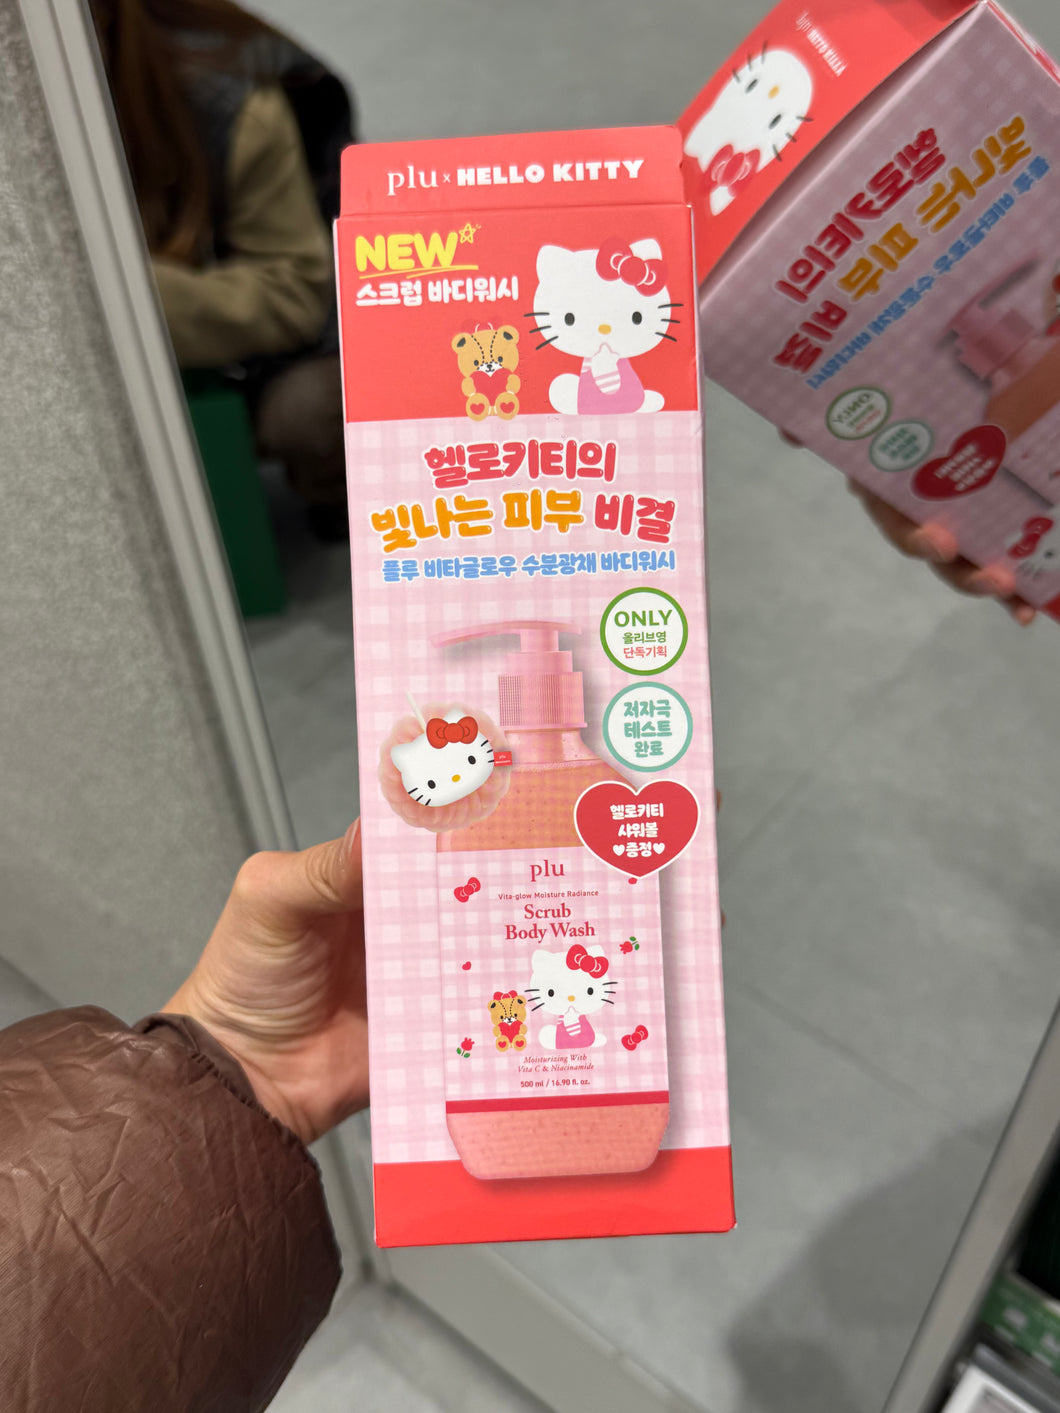 plu × HELLO KITTY
NEW
스크럽 바디워시
헬로키티의
빛나는 피부 비결
플루 비타글로우 수분광채 바디워시
ONLY
올리브영
단독기획
저자극
테스트
완료
헬로키티
샤워볼
♥증정♥
plu
plu
Vita-glow Moisture Radiance
Scrub
Body Wash
Moisturizing With
Vita C & Niacinamide
500 ml / 16.90 fl. oz.